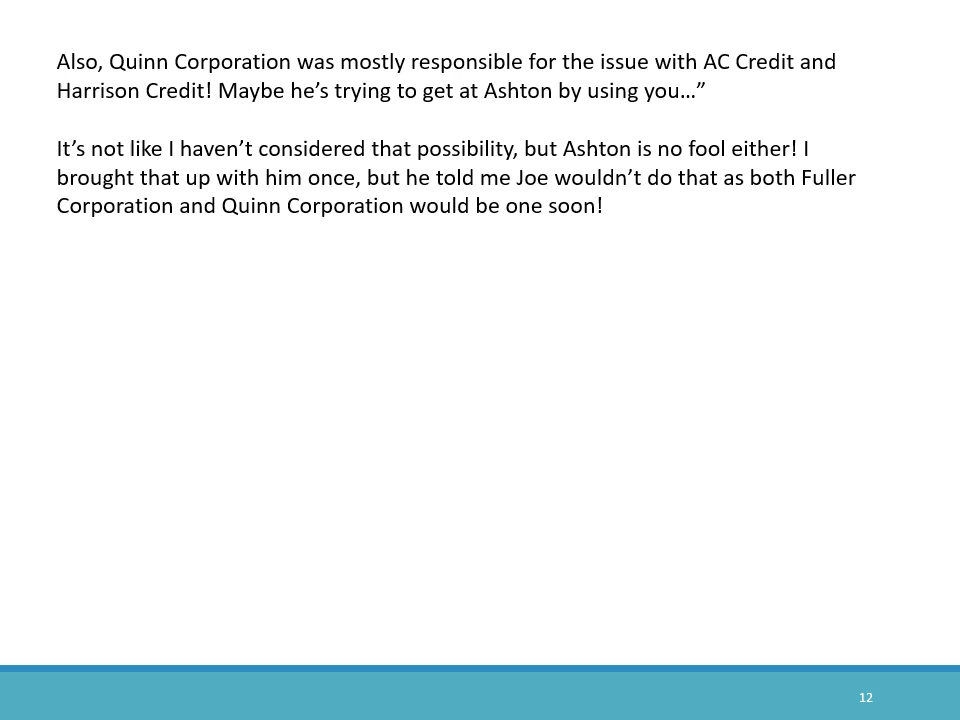 Also, Quinn Corporation was mostly responsible for the issue with AC Credit and
Harrison Credit! Maybe he’s trying to get at Ashton by using you…”
It’s not like I haven’t considered that possibility, but Ashton is no fool either! I
brought that up with him once, but he told me Joe wouldn’t do that as both Fuller
Corporation and Quinn Corporation would be one soon!
12